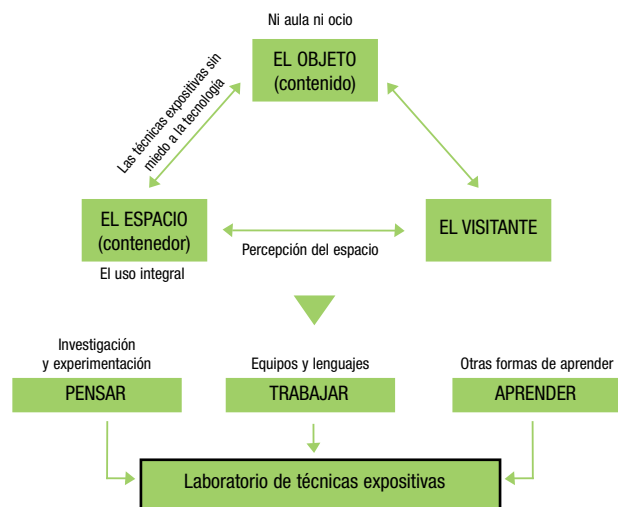 Ni aula ni ocio
EL OBJETO
(contenido)
Las técnicas expositivas sin
miedo a la tecnología
EL ESPACIO
(contenedor)
EL VISITANTE
Percepción del espacio
El uso integral
Investigación
y experimentación
PENSAR
Equipos y lenguajes
TRABAJAR
Otras formas de aprender
APRENDER
Laboratorio de técnicas expositivas